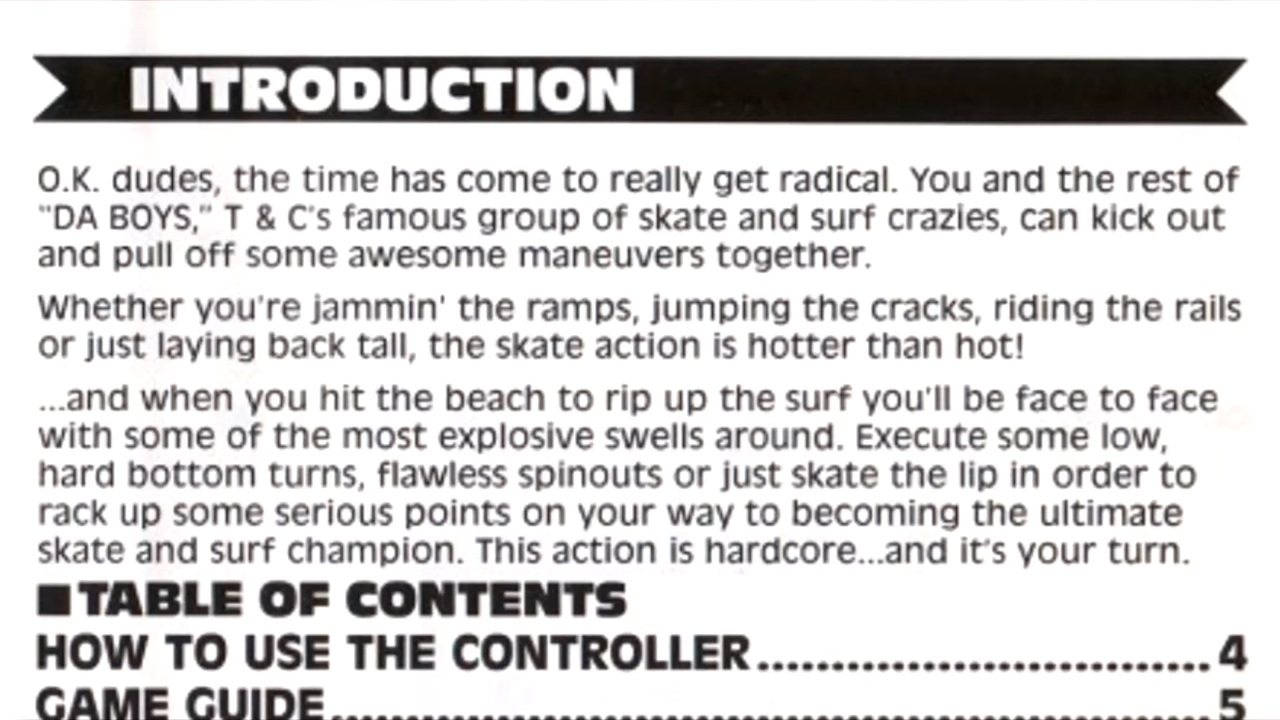 INTRODUCTION
O.K. dudes, the time has come to really get radical. You and the rest of
"DA BOYS," T & C's famous group of skate and surf crazies, can kick out
and pull off some awesome maneuvers together.
Whether you're jammin' the ramps, jumping the cracks, riding the rails
or just laying back tall, the skate action is hotter than hot!
...and when you hit the beach to rip up the surf you'll be face to face
with some of the most explosive swells around. Execute some low,
hard bottom turns, flawless spinouts or just skate the lip in order to
rack up some serious points on your way to becoming the ultimate
skate and surf champion. This action is hardcore...and it's your turn.
■TABLE OF CONTENTS
HOW TO USE THE CONTROLLER..............................4
GAME GUIDE..........................................................5